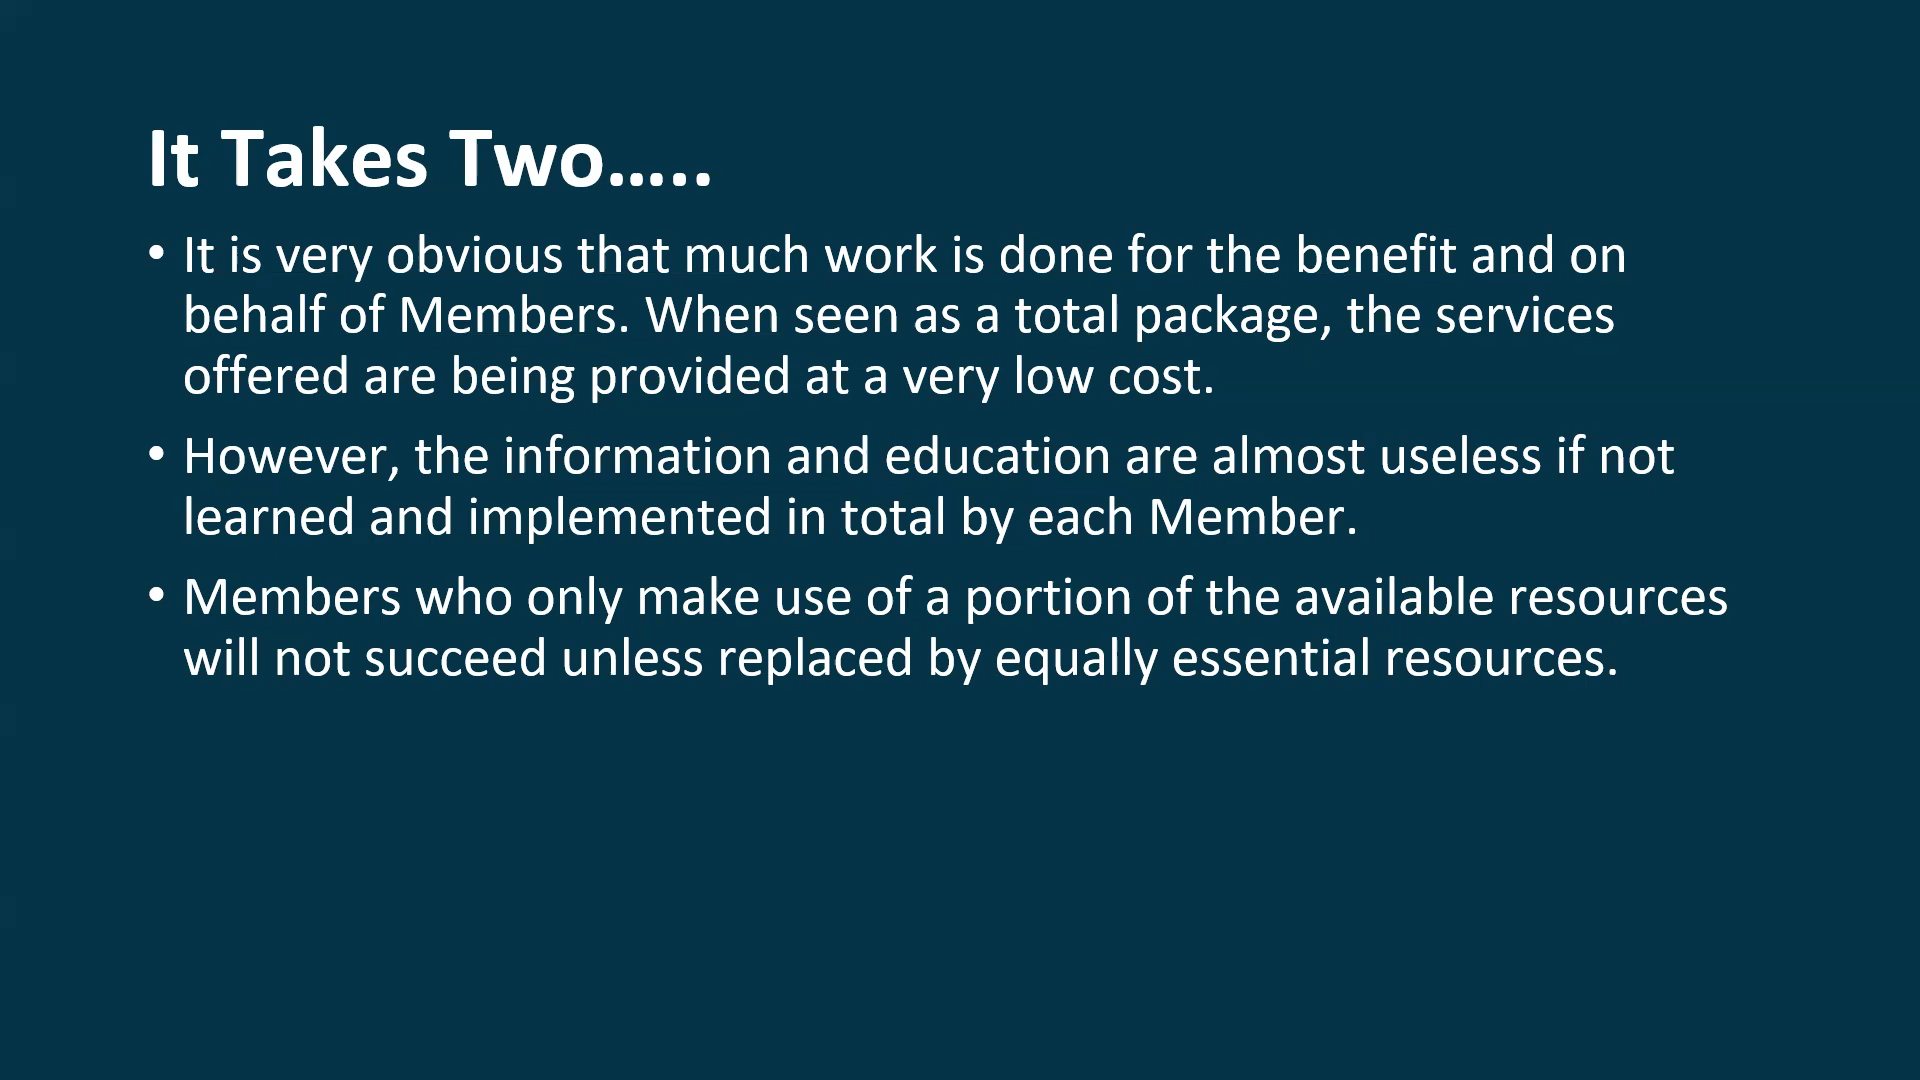 It Takes Two.....
• It is very obvious that much work is done for the benefit and on
behalf of Members. When seen as a total package, the services
offered are being provided at a very low cost.
• However, the information and education are almost useless if not
learned and implemented in total by each Member.
• Members who only make use of a portion of the available resources
will not succeed unless replaced by equally essential resources.